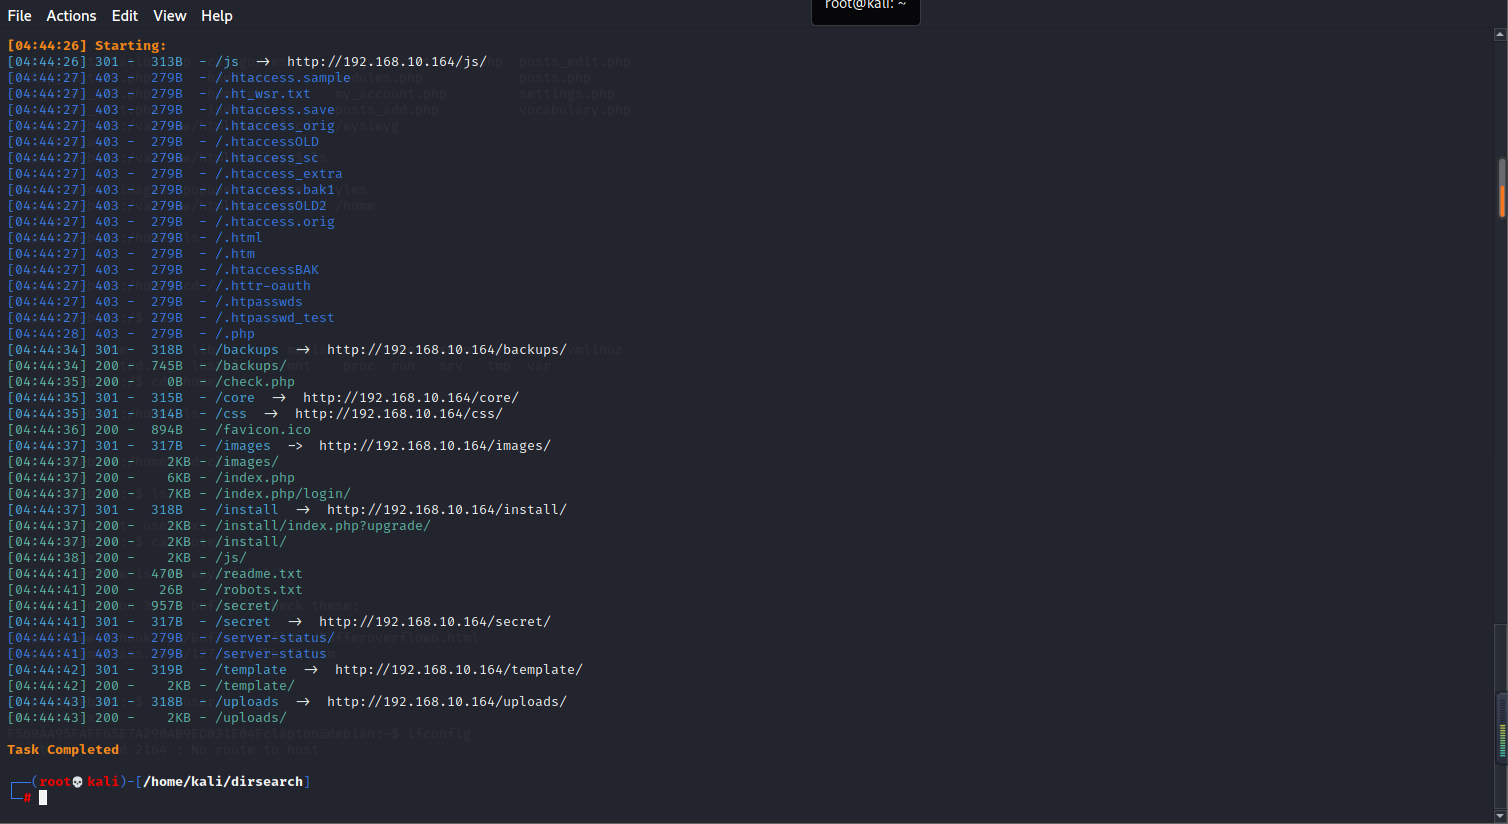 root@kali: ~
File Actions Edit View Help
[04:44:26] Starting:
[04:44:26] 301 - 313B - /js -> http://192.168.10.164/js/
[04:44:27] 403 - 279B - /.htaccess.sample
[04:44:27] 403 - 279B - /.ht_wsr.txt
[04:44:27] 403 - 279B - /.htaccess.save
[04:44:27] 403 - 279B - /.htaccess_orig
[04:44:27] 403 - 279B - /.htaccessOLD
[04:44:27] 403 - 279B - /.htaccess_sc
[04:44:27] 403 - 279B - /.htaccess_extra
[04:44:27] 403 - 279B - /.htaccess.bak1
[04:44:27] 403 - 279B - /.htaccessOLD2
[04:44:27] 403 - 279B - /.htaccess.orig
[04:44:27] 403 - 279B - /.html
[04:44:27] 403 - 279B - /.htm
[04:44:27] 403 - 279B - /.htaccessBAK
[04:44:27] 403 - 279B - /.httr-oauth
[04:44:27] 403 - 279B - /.htpasswds
[04:44:27] 403 - 279B - /.htpasswd_test
[04:44:28] 403 - 279B - /.php
[04:44:34] 301 - 318B - /backups -> http://192.168.10.164/backups/
[04:44:34] 200 - 745B - /backups/
[04:44:35] 200 - 0B - /check.php
[04:44:35] 301 - 315B - /core -> http://192.168.10.164/core/
[04:44:35] 301 - 314B - /css -> http://192.168.10.164/css/
[04:44:36] 200 - 894B - /favicon.ico
[04:44:37] 301 - 317B - /images -> http://192.168.10.164/images/
[04:44:37] 200 - 2KB - /images/
[04:44:37] 200 - 6KB - /index.php
[04:44:37] 200 - 7KB - /index.php/login/
[04:44:37] 301 - 318B - /install -> http://192.168.10.164/install/
[04:44:37] 200 - 2KB - /install/index.php?upgrade/
[04:44:37] 200 - 2KB - /install/
[04:44:38] 200 - 2KB - /js/
[04:44:41] 200 - 470B - /readme.txt
[04:44:41] 200 - 26B - /robots.txt
[04:44:41] 200 - 957B - /secret/
[04:44:41] 301 - 317B - /secret -> http://192.168.10.164/secret/
[04:44:41] 403 - 279B - /server-status/
[04:44:41] 403 - 279B - /server-status
[04:44:42] 301 - 319B - /template -> http://192.168.10.164/template/
[04:44:42] 200 - 2KB - /template/
[04:44:43] 301 - 318B - /uploads -> http://192.168.10.164/uploads/
[04:44:43] 200 - 2KB - /uploads/
Task Completed
(root💀kali)-[/home/kali/dirsearch]
#